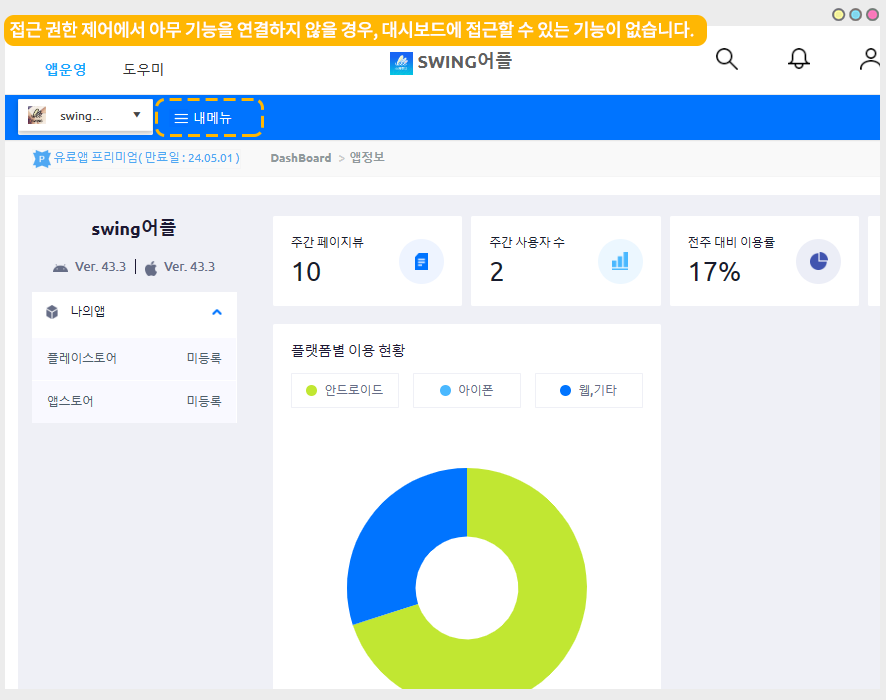 접근 권한 제어에서 아무 기능을 연결하지 않을 경우, 대시보드에 접근할 수 있는 기능이 없습니다.
앱운영 도우미 SWING어플
swing... 내메뉴
P 유료앱 프리미엄( 만료일 : 24.05.01 ) DashBoard > 앱정보
swing어플
Ver. 43.3 Ver. 43.3
나의앱
플레이스토어 미등록
앱스토어 미등록
주간 페이지뷰
10
주간 사용자 수
2
전주 대비 이용률
17%
플랫폼별 이용 현황
안드로이드 아이폰 웹,기타